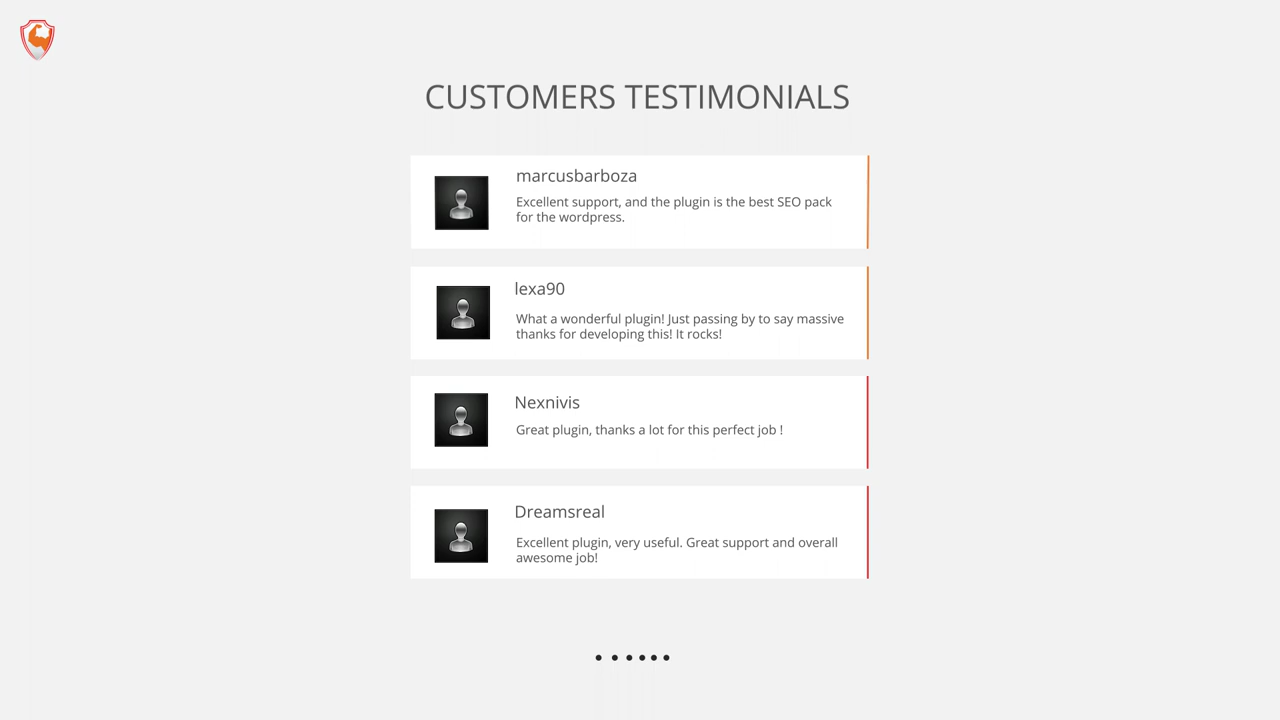 CUSTOMERS TESTIMONIALS
marcusbarboza
Excellent support, and the plugin is the best SEO pack
for the wordpress.
lexa90
What a wonderful plugin! Just passing by to say massive
thanks for developing this! It rocks!
Nexnivis
Great plugin, thanks a lot for this perfect job !
Dreamsreal
Excellent plugin, very useful. Great support and overall
awesome job!